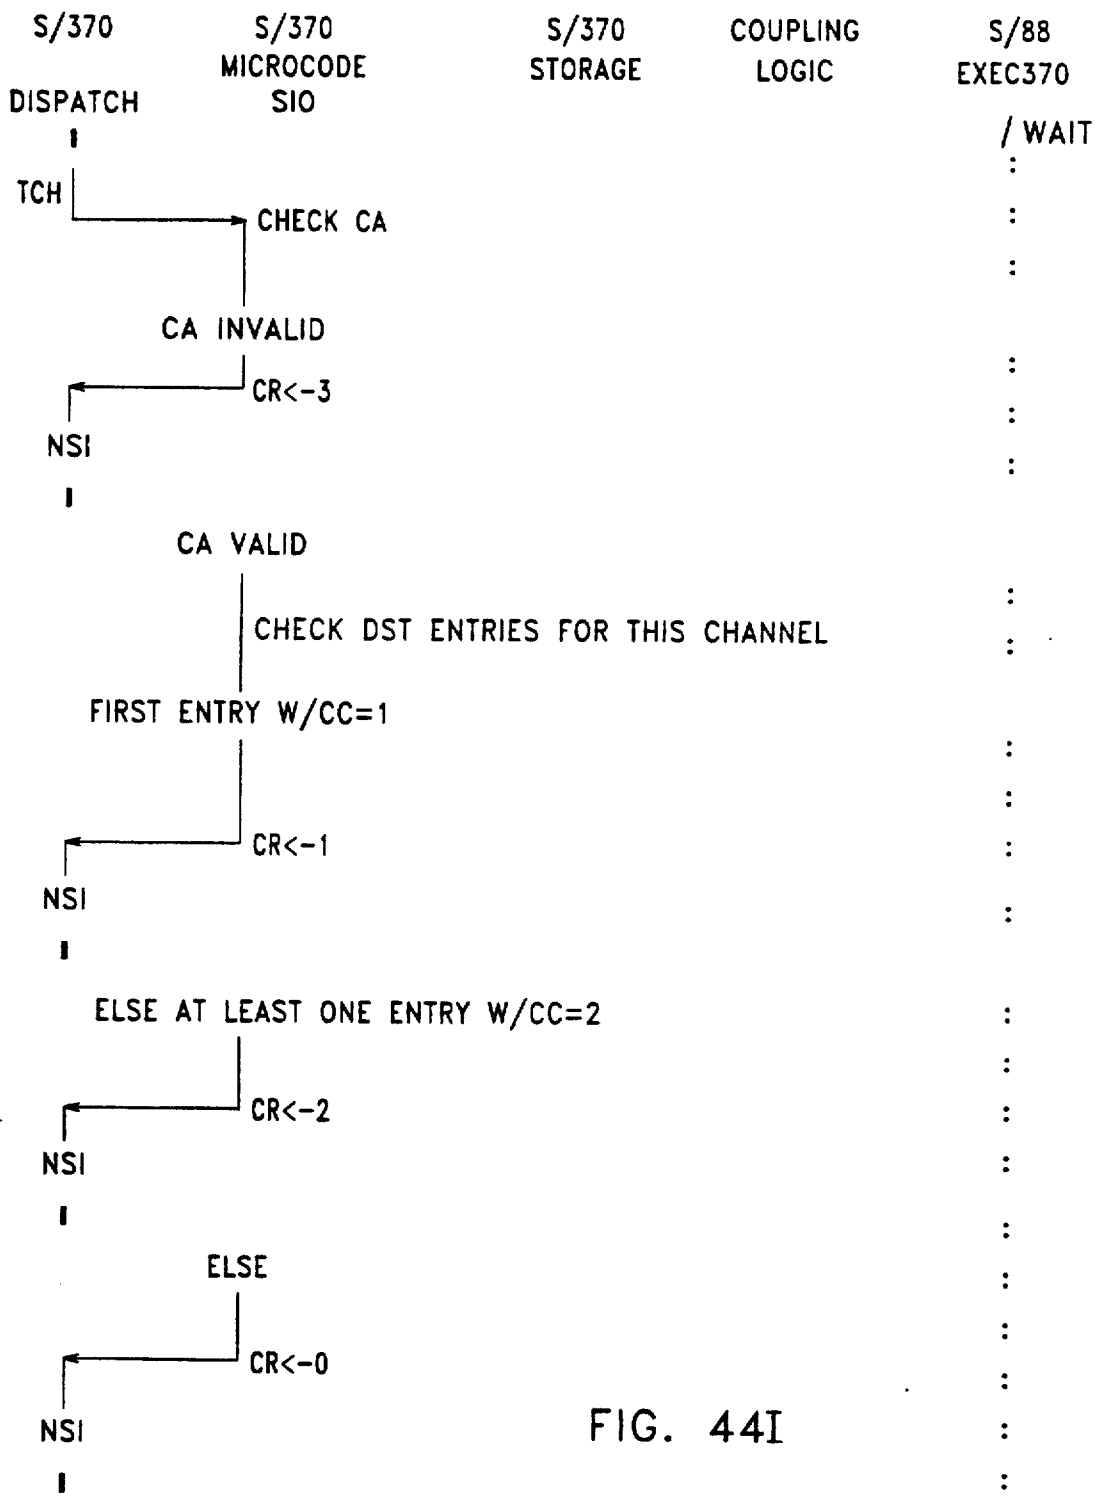 S/370 S/370 S/370 COUPLING S/88
MICROCODE STORAGE LOGIC EXEC370
DISPATCH SIO
/ WAIT
TCH
CHECK CA
CA INVALID
CR<-3
NSI
CA VALID
CHECK DST ENTRIES FOR THIS CHANNEL
FIRST ENTRY W/CC=1
CR<-1
NSI
ELSE AT LEAST ONE ENTRY W/CC=2
CR<-2
NSI
ELSE
CR<-0
NSI
FIG. 44I